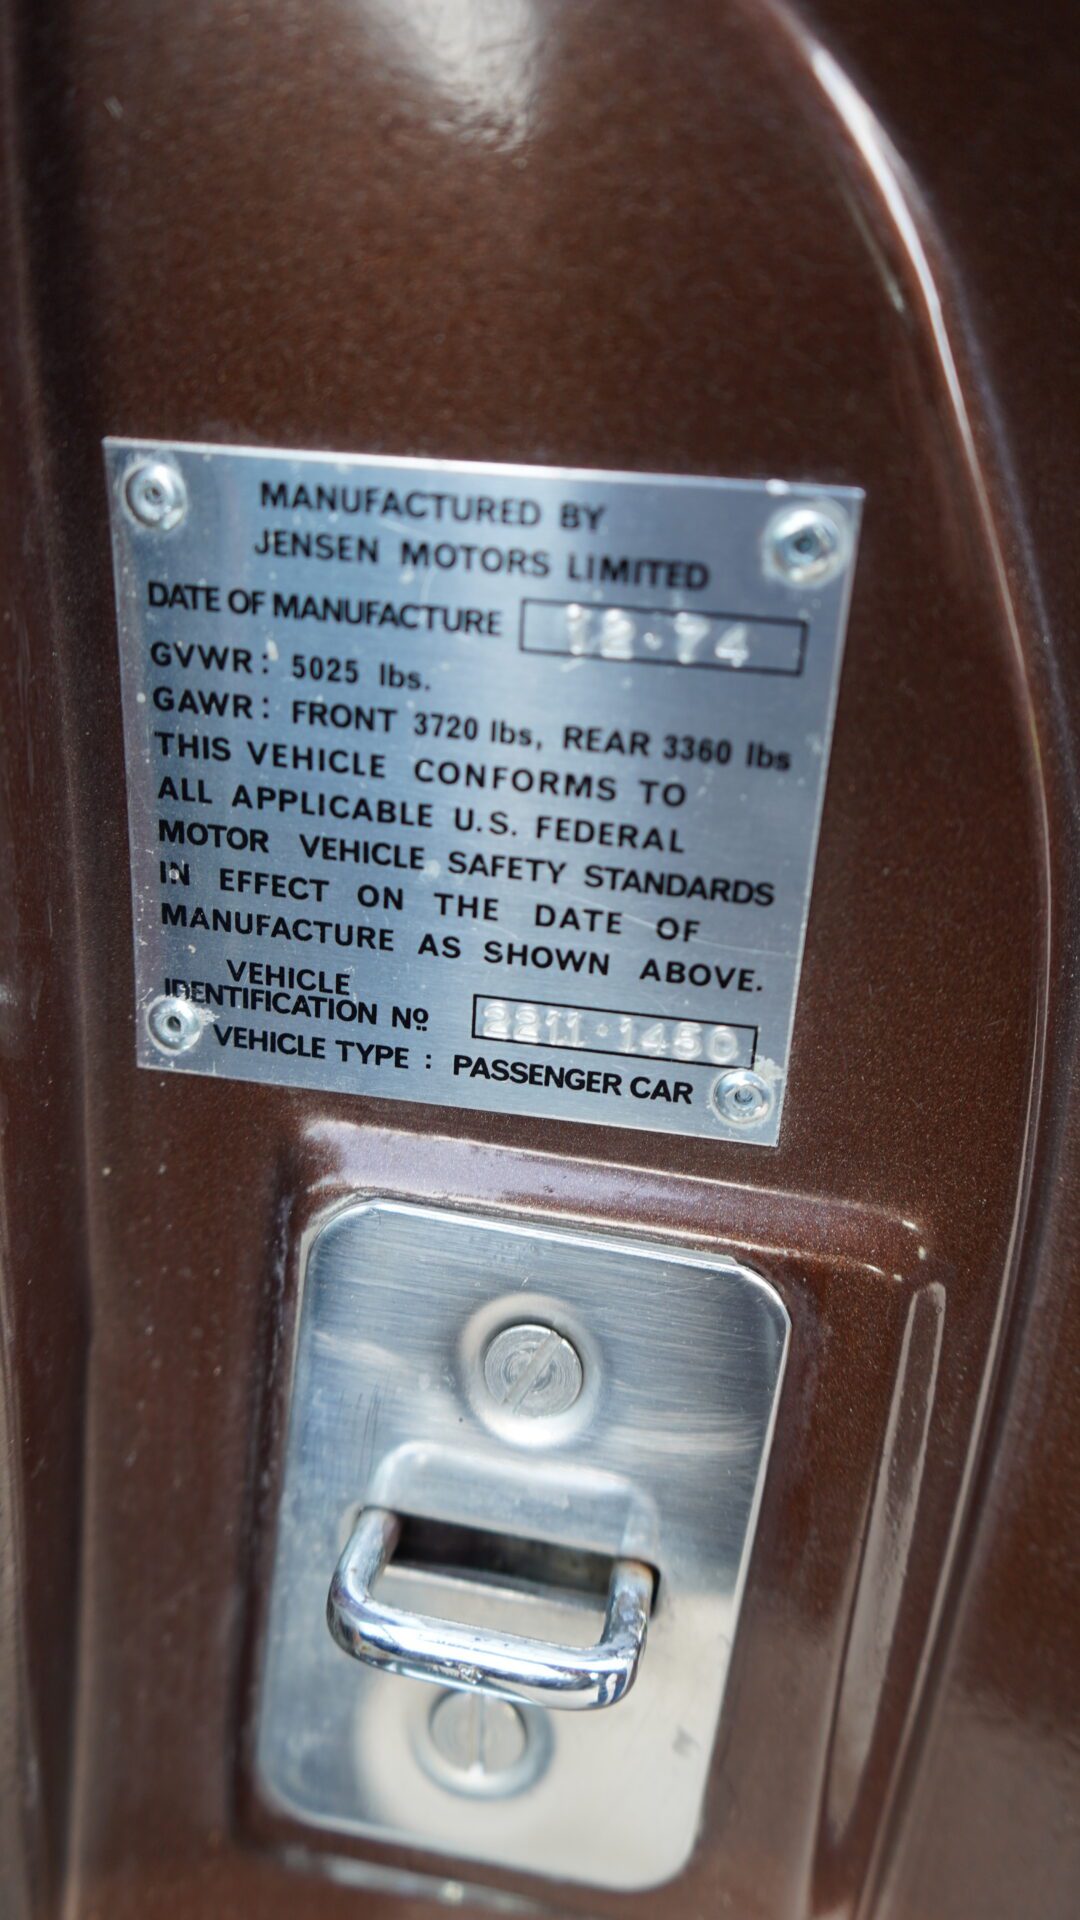 MANUFACTURED BY
JENSEN MOTORS LIMITED
DATE OF MANUFACTURE 12·74
GVWR: 5025 lbs.
GAWR: FRONT 3720 lbs, REAR 3360 lbs
THIS VEHICLE CONFORMS TO
ALL APPLICABLE U.S. FEDERAL
MOTOR VEHICLE SAFETY STANDARDS
IN EFFECT ON THE DATE OF
MANUFACTURE AS SHOWN ABOVE.
VEHICLE
IDENTIFICATION Nº 2211·1450
VEHICLE TYPE : PASSENGER CAR